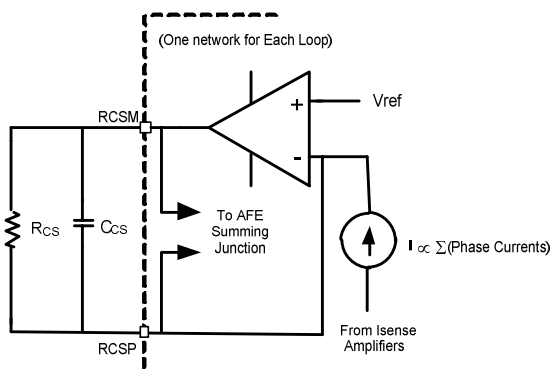 (One network for Each Loop)
RCSM
+
Vref
-
RCS
CCS
To AFE
Summing
Junction
I ∝ Σ(Phase Currents)
From Isense
Amplifiers
RCSP